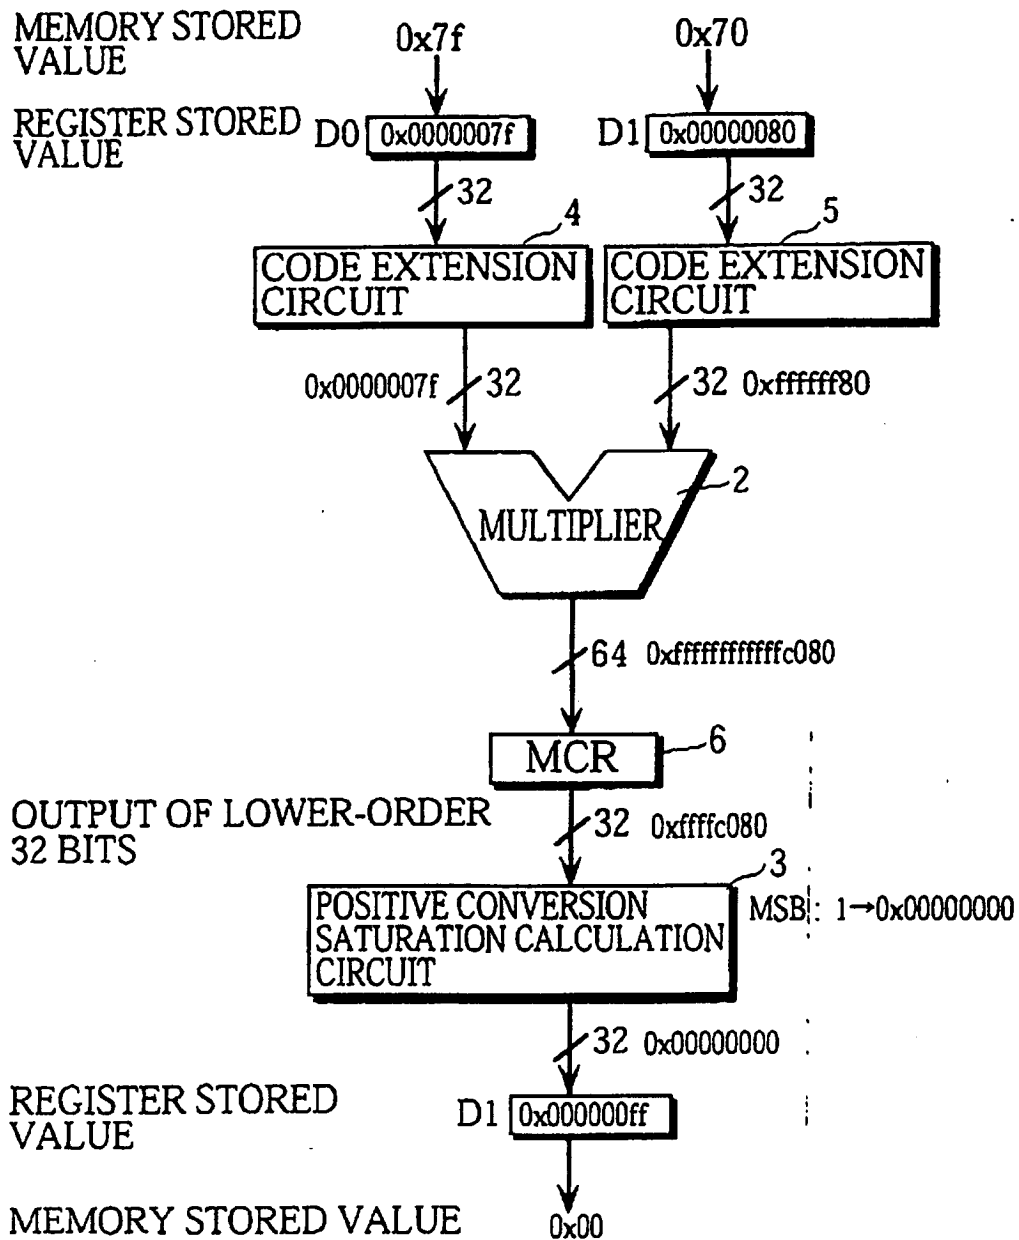 MEMORY STORED
VALUE
0x7f
0x70
REGISTER STORED
VALUE
D0 0x0000007f
D1 0x00000080
32
32
4
5
CODE EXTENSION
CIRCUIT
CODE EXTENSION
CIRCUIT
0x0000007f 32
32 0xffffff80
2
MULTIPLIER
64 0xffffffffffffc080
6
MCR
OUTPUT OF LOWER-ORDER
32 BITS
32 0xffffc080
3
POSITIVE CONVERSION
SATURATION CALCULATION
CIRCUIT
MSB : 1→0x00000000
32 0x00000000
REGISTER STORED
VALUE
D1 0x000000ff
MEMORY STORED VALUE
0x00